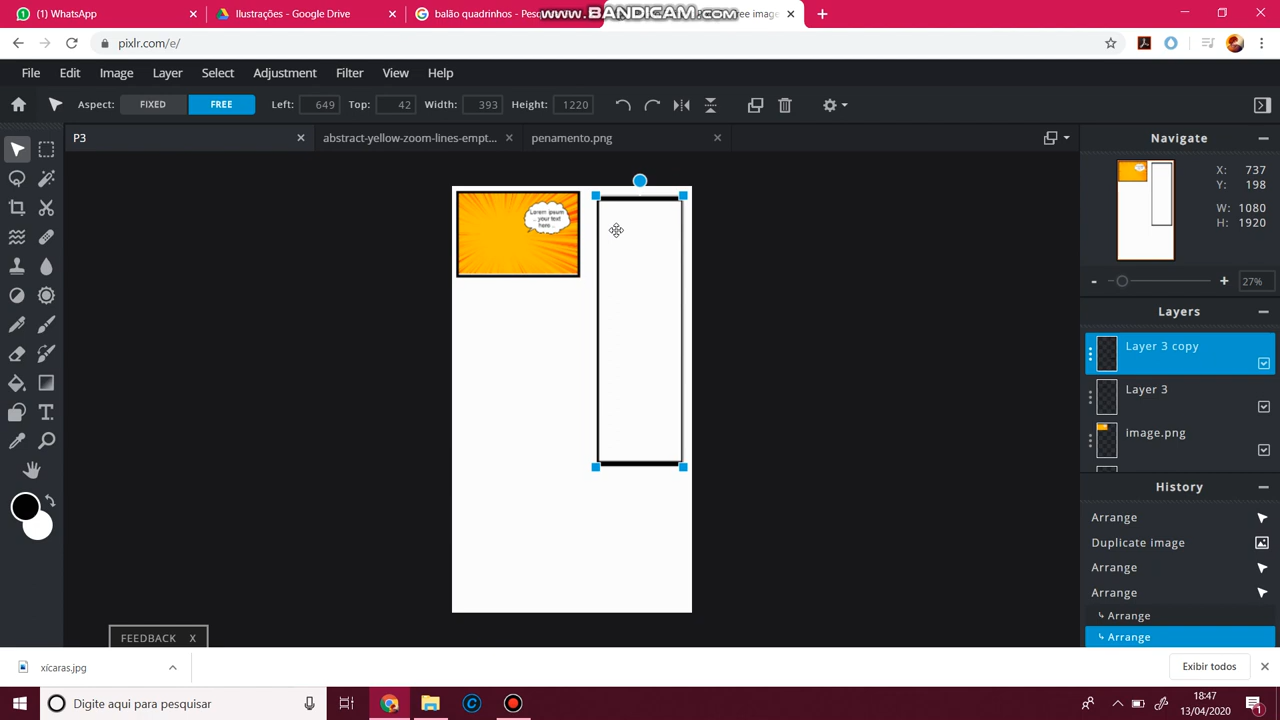 (1) WhatsApp
Ilustrações - Google Drive
balão quadrinhos - Pesq
www.BANDICAM.com
ree image
pixlr.com/e/
File Edit Image Layer Select Adjustment Filter View Help
Aspect: FIXED FREE Left: 649 Top: 42 Width: 393 Height: 1220
P3
abstract-yellow-zoom-lines-empt...
penamento.png
Navigate
X: 737
Y: 198
W: 1080
H: 1920
- + 27%
Lorem ipsum
.. your text
here ..
Layers
Layer 3 copy
Layer 3
image.png
History
Arrange
Duplicate image
Arrange
Arrange
Arrange
Arrange
FEEDBACK X
xícaras.jpg
Exibir todos
Digite aqui para pesquisar
18:47
13/04/2020
1